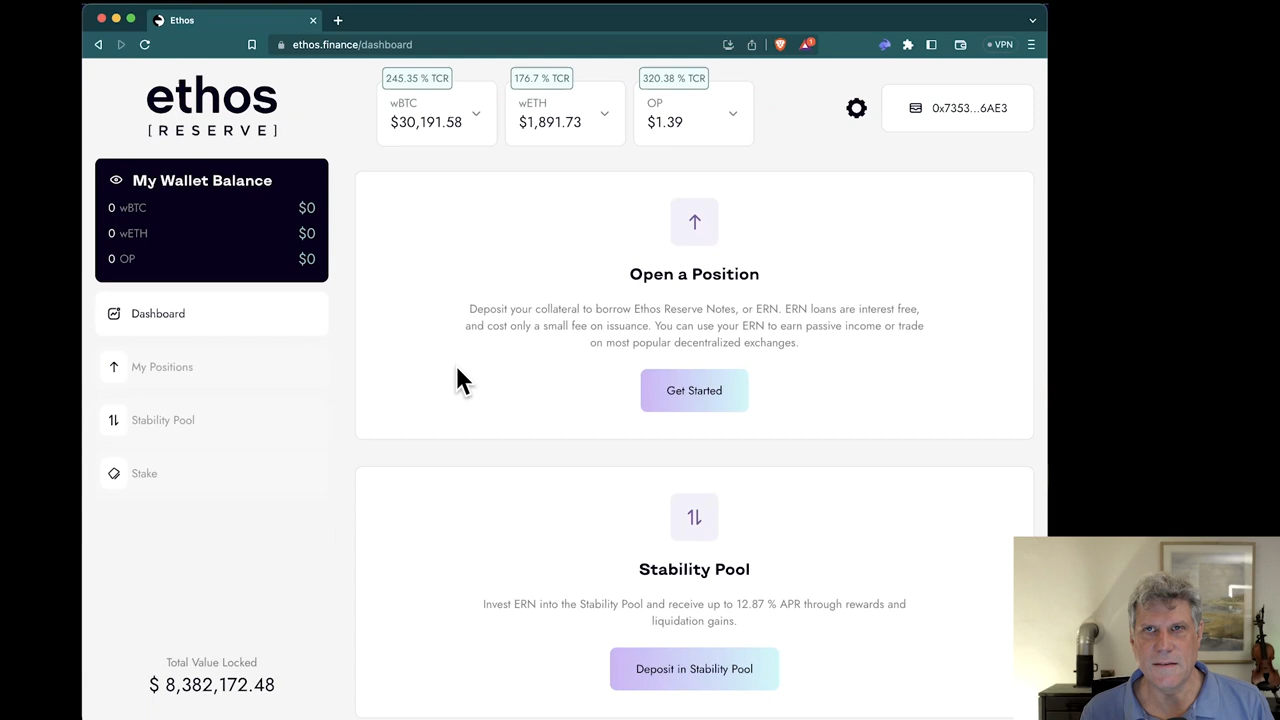 Ethos
ethos.finance/dashboard
1
VPN
ethos
[RESERVE]
245.35 % TCR
wBTC
$30,191.58
176.7 % TCR
wETH
$1,891.73
320.38 % TCR
OP
$1.39
0x7353...6AE3
My Wallet Balance
0 wBTC $0
0 wETH $0
0 OP $0
Dashboard
My Positions
Stability Pool
Stake
Total Value Locked
$ 8,382,172.48
Open a Position
Deposit your collateral to borrow Ethos Reserve Notes, or ERN. ERN loans are interest free,
and cost only a small fee on issuance. You can use your ERN to earn passive income or trade
on most popular decentralized exchanges.
Get Started
Stability Pool
Invest ERN into the Stability Pool and receive up to 12.87 % APR through rewards and
liquidation gains.
Deposit in Stability Pool